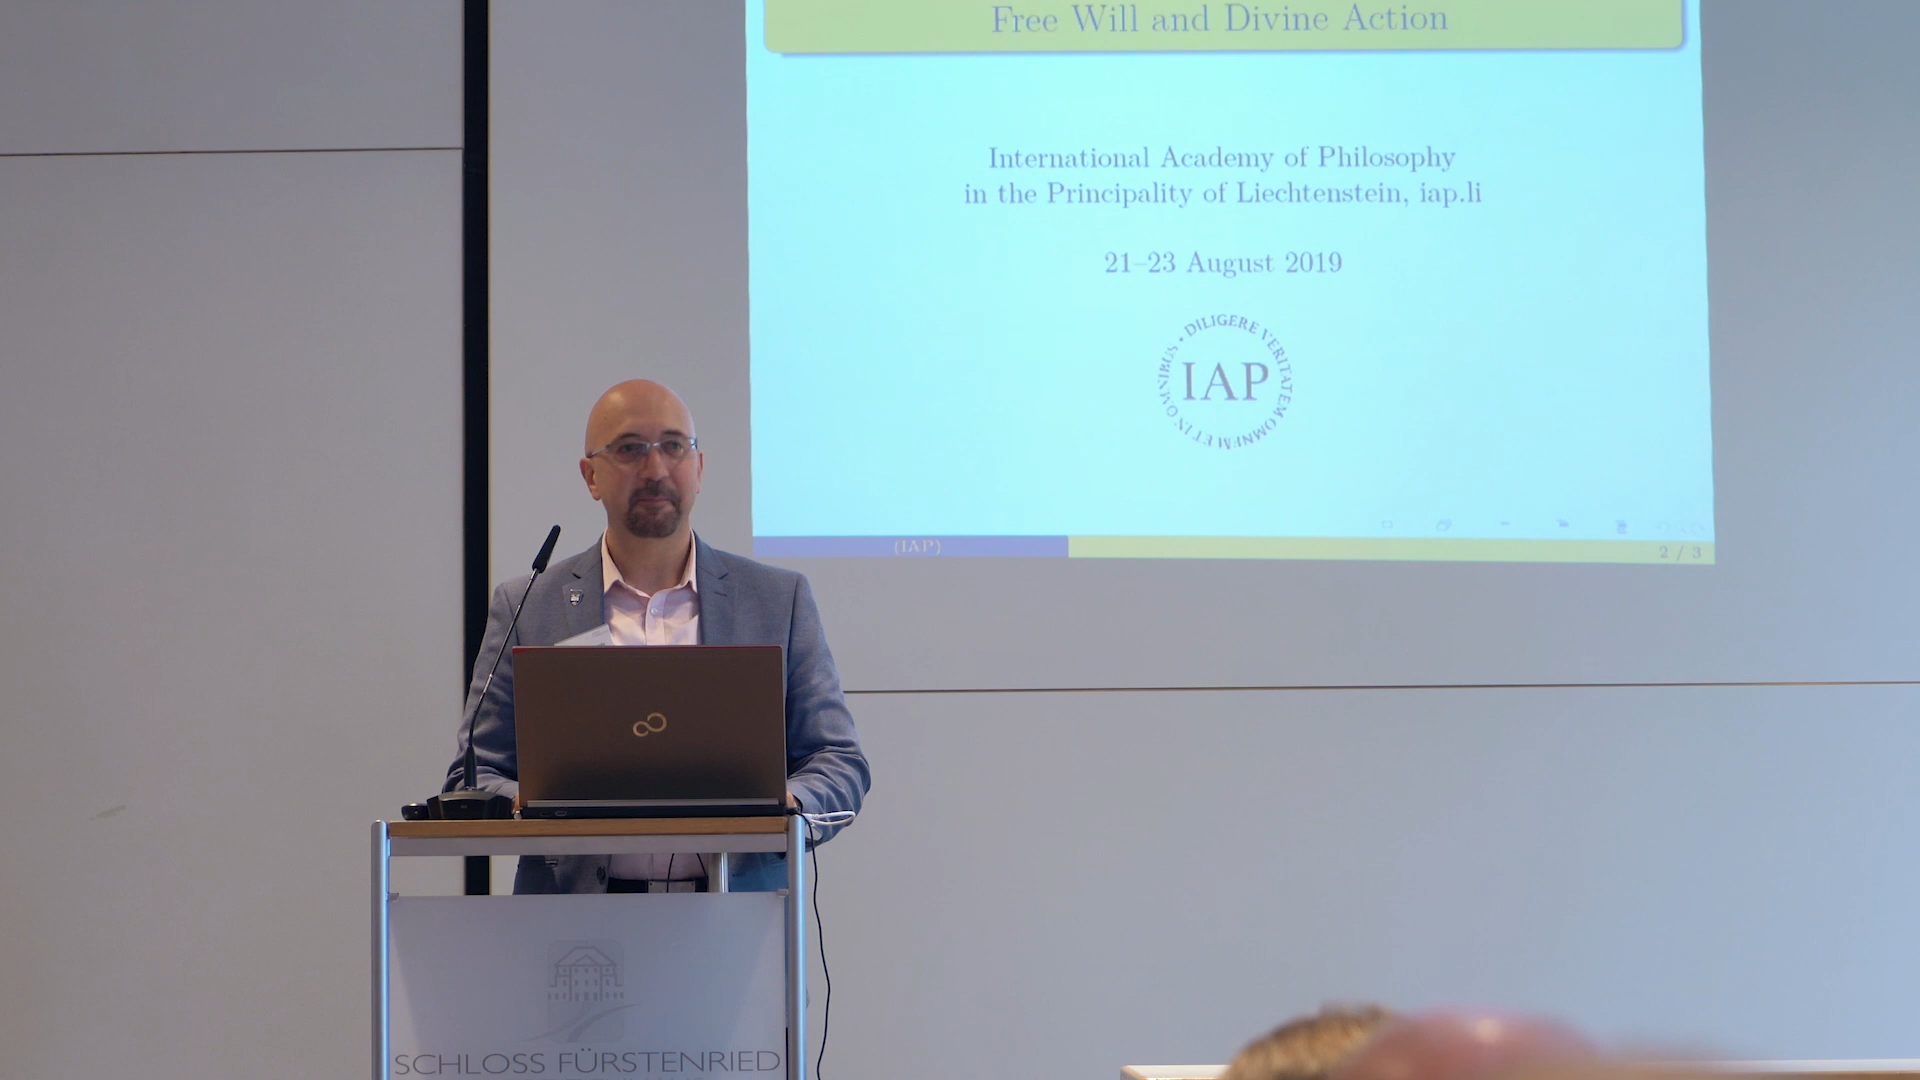 Free Will and Divine Action
International Academy of Philosophy
in the Principality of Liechtenstein, iap.li
21–23 August 2019
DILIGERE VERITATEM OMNEM ET IN OMNIBUS •
IAP
(IAP)
2 / 3
SCHLOSS FÜRSTENRIED